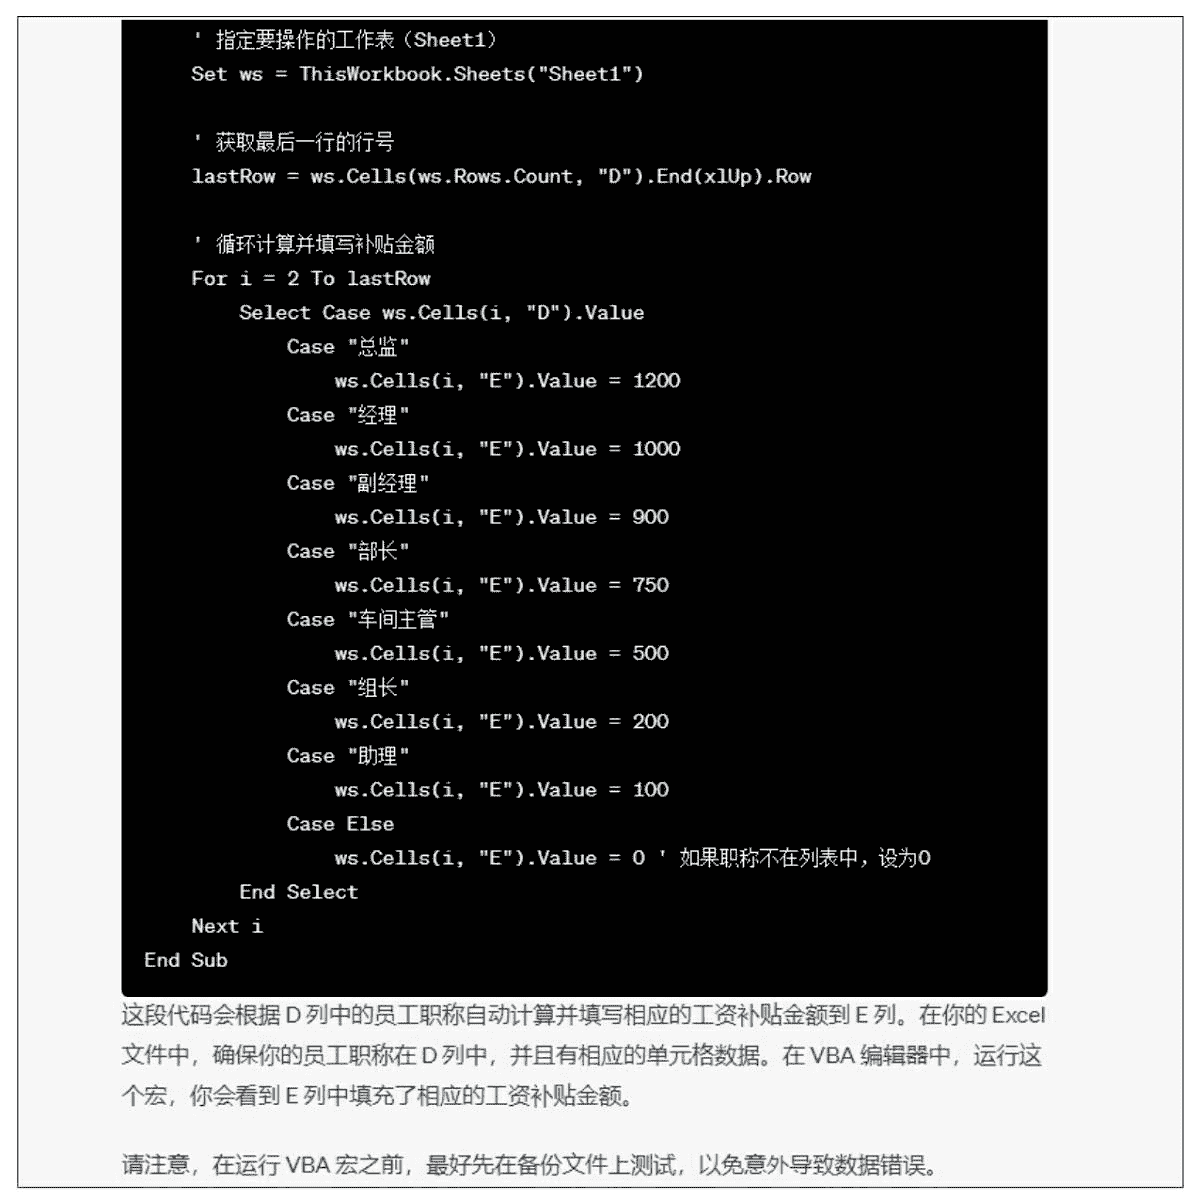 ' 指定要操作的工作表（Sheet1）
Set ws = ThisWorkbook.Sheets("Sheet1")
' 获取最后一行的行号
lastRow = ws.Cells(ws.Rows.Count, "D").End(xlUp).Row
' 循环计算并填写补贴金额
For i = 2 To lastRow
Select Case ws.Cells(i, "D").Value
Case "总监"
ws.Cells(i, "E").Value = 1200
Case "经理"
ws.Cells(i, "E").Value = 1000
Case "副经理"
ws.Cells(i, "E").Value = 900
Case "部长"
ws.Cells(i, "E").Value = 750
Case "车间主管"
ws.Cells(i, "E").Value = 500
Case "组长"
ws.Cells(i, "E").Value = 200
Case "助理"
ws.Cells(i, "E").Value = 100
Case Else
ws.Cells(i, "E").Value = 0 ' 如果职称不在列表中，设为0
End Select
Next i
End Sub
这段代码会根据 D 列中的员工职称自动计算并填写相应的工资补贴金额到 E 列。在你的 Excel
文件中，确保你的员工职称在 D 列中，并且有相应的单元格数据。在 VBA 编辑器中，运行这
个宏，你会看到 E 列中填充了相应的工资补贴金额。
请注意，在运行 VBA 宏之前，最好先在备份文件上测试，以免意外导致数据错误。